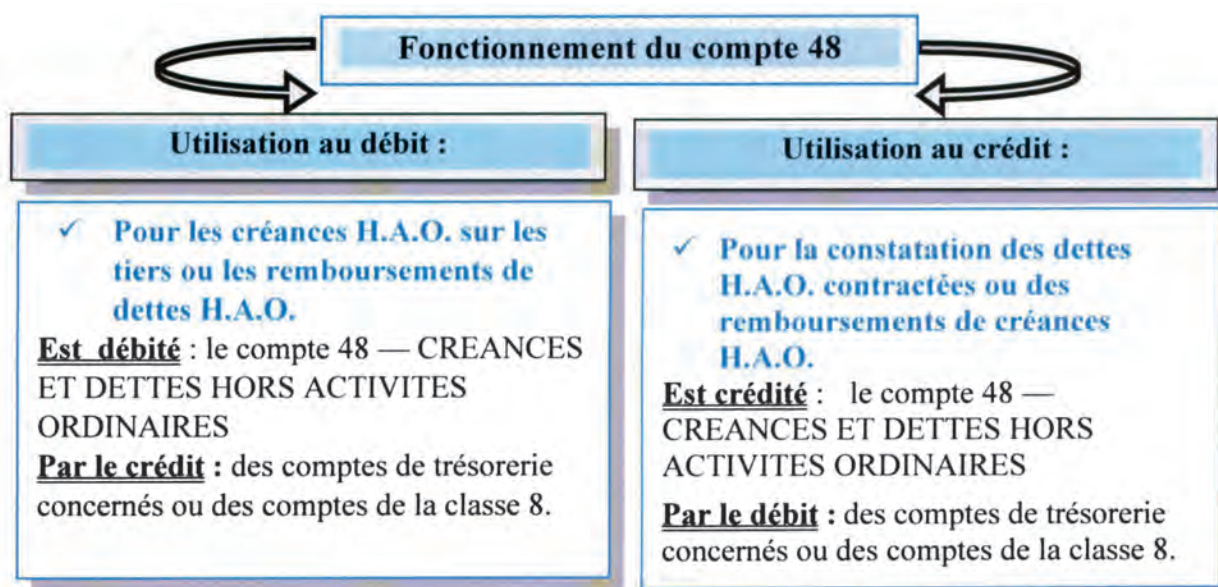 Fonctionnement du compte 48
Utilisation au débit :
✓ Pour les créances H.A.O. sur les
tiers ou les remboursements de
dettes H.A.O.
Est débité : le compte 48 — CREANCES
ET DETTES HORS ACTIVITES
ORDINAIRES
Par le crédit : des comptes de trésorerie
concernés ou des comptes de la classe 8.
Utilisation au crédit :
✓ Pour la constatation des dettes
H.A.O. contractées ou des
remboursements de créances
H.A.O.
Est crédité : le compte 48 —
CREANCES ET DETTES HORS
ACTIVITES ORDINAIRES
Par le débit : des comptes de trésorerie
concernés ou des comptes de la classe 8.